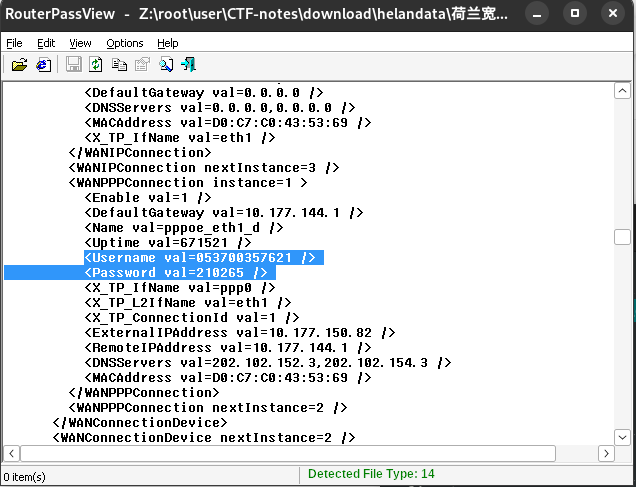 RouterPassView - Z:\root\user\CTF-notes\download\helandata\荷兰宽...
File Edit View Options Help
<DefaultGateway val=0.0.0.0 />
<DNSServers val=0.0.0.0,0.0.0.0 />
<MACAddress val=D0:C7:C0:43:53:69 />
<X_TP_IfName val=eth1 />
</WANIPConnection>
<WANIPConnection nextInstance=3 />
<WANPPPConnection instance=1 >
<Enable val=1 />
<DefaultGateway val=10.177.144.1 />
<Name val=pppoe_eth1_d />
<Uptime val=671521 />
<Username val=053700357621 />
<Password val=210265 />
<X_TP_IfName val=ppp0 />
<X_TP_L2IfName val=eth1 />
<X_TP_ConnectionId val=1 />
<ExternalIPAddress val=10.177.150.82 />
<RemoteIPAddress val=10.177.144.1 />
<DNSServers val=202.102.152.3,202.102.154.3 />
<MACAddress val=D0:C7:C0:43:53:69 />
</WANPPPConnection>
<WANPPPConnection nextInstance=2 />
</WANConnectionDevice>
<WANConnectionDevice nextInstance=2 />
0 item(s)
Detected File Type: 14